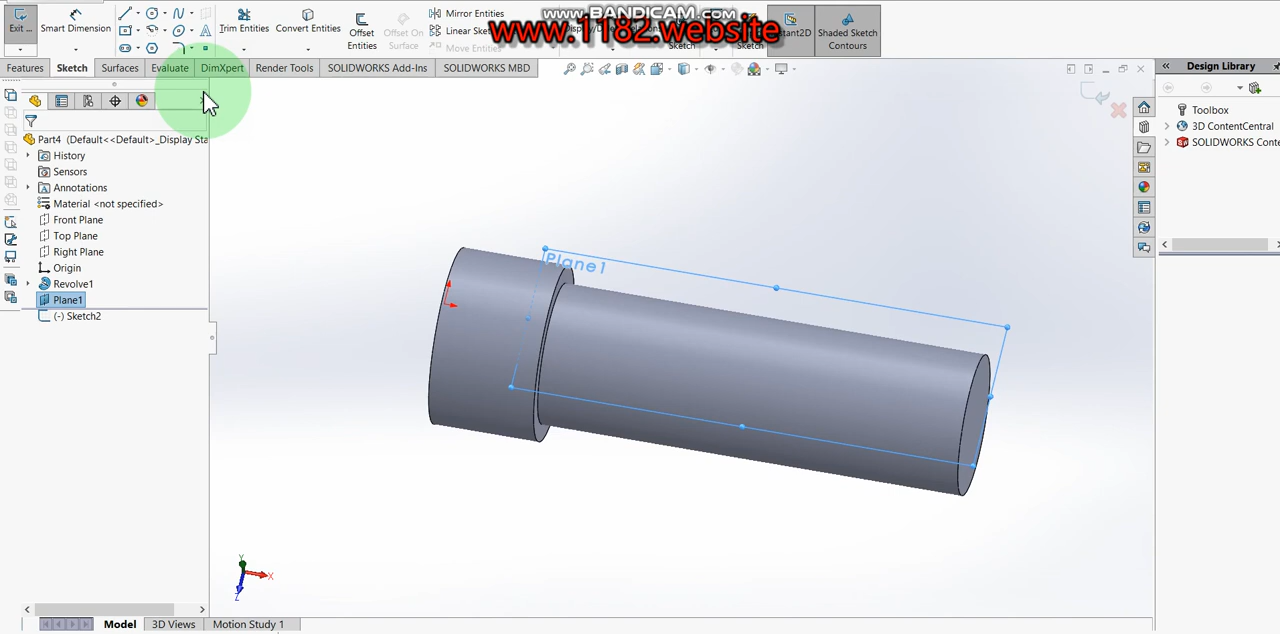 www.BANDICAM.com
www.1182.website
Exit ...
Smart Dimension
Trim Entities
Convert Entities
Offset Entities
Offset On Surface
Mirror Entities
Linear Sket
Move Entities
Sketch
Sketch
tant2D
Shaded Sketch Contours
Features
Sketch
Surfaces
Evaluate
DimXpert
Render Tools
SOLIDWORKS Add-Ins
SOLIDWORKS MBD
Part4 (Default<<Default>_Display Sta
History
Sensors
Annotations
Material <not specified>
Front Plane
Top Plane
Right Plane
Origin
Revolve1
Plane1
(-) Sketch2
Plane1
Y
X
Z
Design Library
Toolbox
3D ContentCentral
SOLIDWORKS Conte
Model
3D Views
Motion Study 1